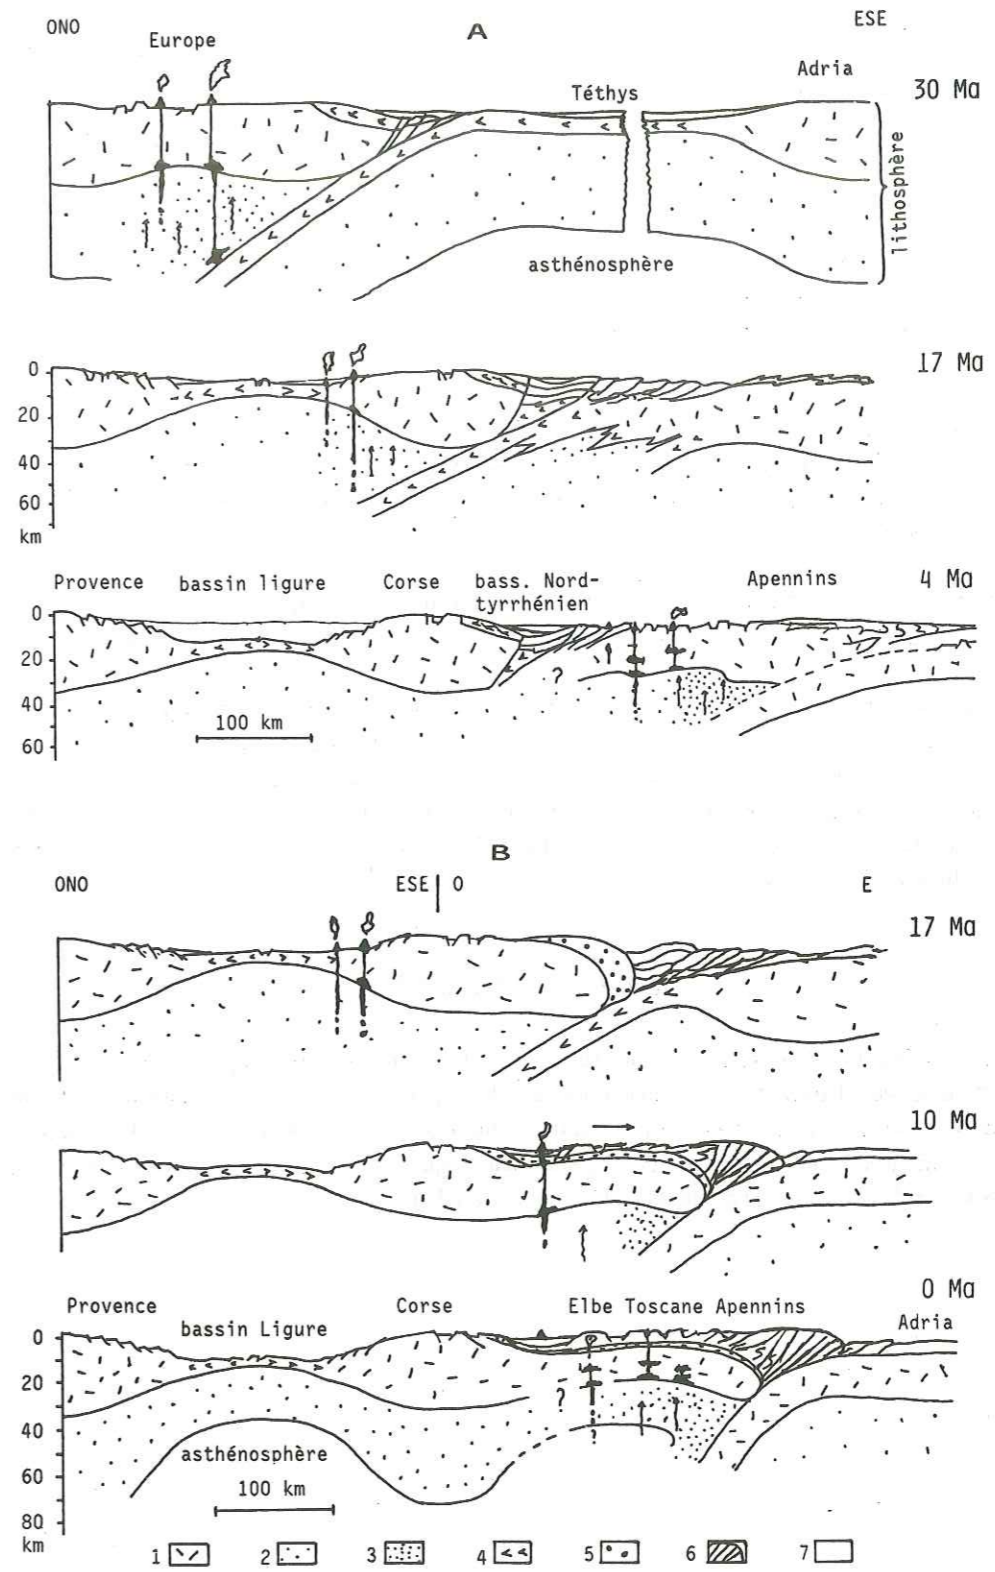 A
ONO
ESE
Europe
Adria
30 Ma
Téthys
lithosphère
asthénosphère
17 Ma
0
20
40
60
km
Provence
bassin ligure
Corse
bass. Nord-
tyrrhénien
Apennins
4 Ma
0
20
40
60
?
100 km
B
ONO
ESE
O
E
17 Ma
10 Ma
0 Ma
Provence
bassin Ligure
Corse
Elbe Toscane Apennins
Adria
0
20
40
60
80
km
?
?
asthénosphère
100 km
1
2
3
4
5
6
7